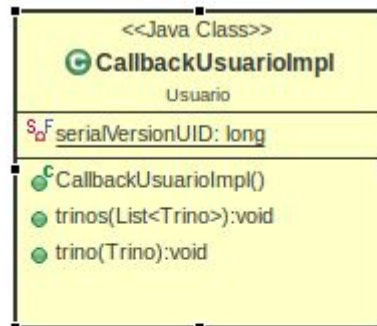 <<Java Class>>
C CallbackUsuarioImpl
Usuario
S F serialVersionUID: long
C CallbackUsuarioImpl()
trinos(List<Trino>):void
trino(Trino):void